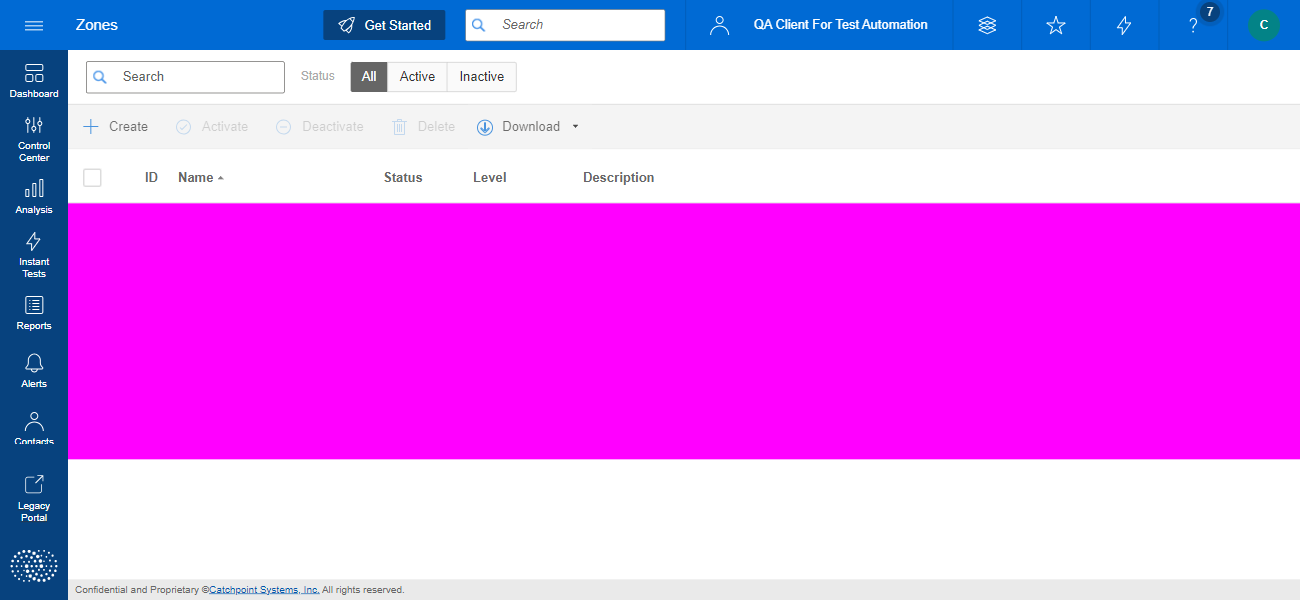 Zones
Get Started
Search
QA Client For Test Automation
?
7
C
Dashboard
Control
Center
Analysis
Instant
Tests
Reports
Alerts
Contacts
Legacy
Portal
Search
Status
All
Active
Inactive
Create
Activate
Deactivate
Delete
Download
ID
Name
Status
Level
Description
Confidential and Proprietary ©Catchpoint Systems, Inc. All rights reserved.